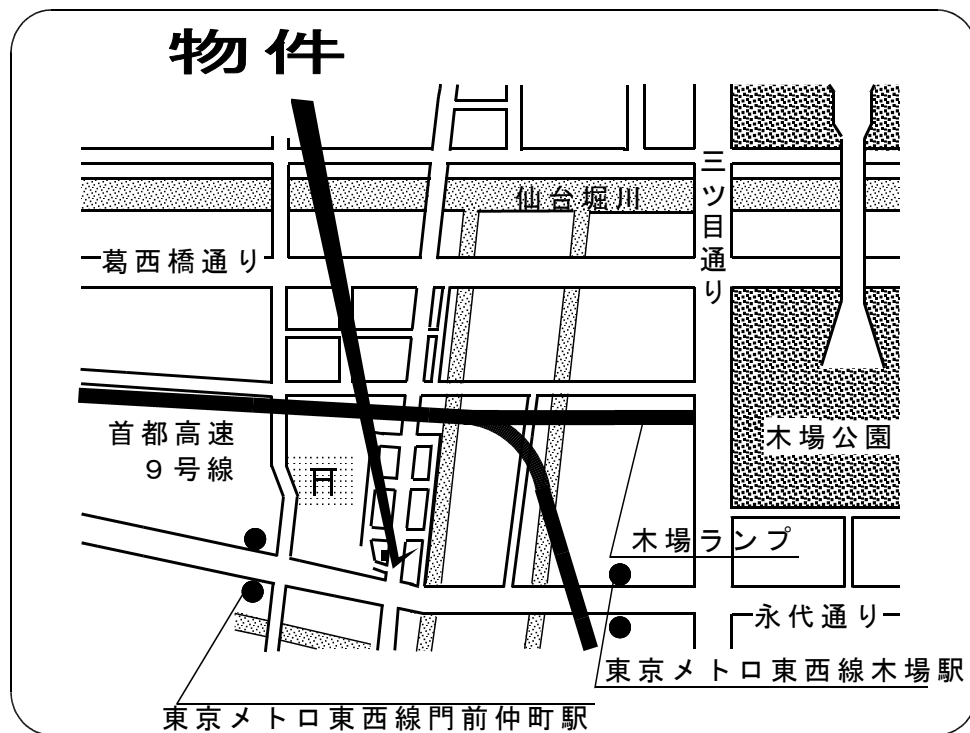 物件
仙台堀川
三ツ目通り
葛西橋通り
首都高速
９号線
木場公園
木場ランプ
永代通り
東京メトロ東西線木場駅
東京メトロ東西線門前仲町駅